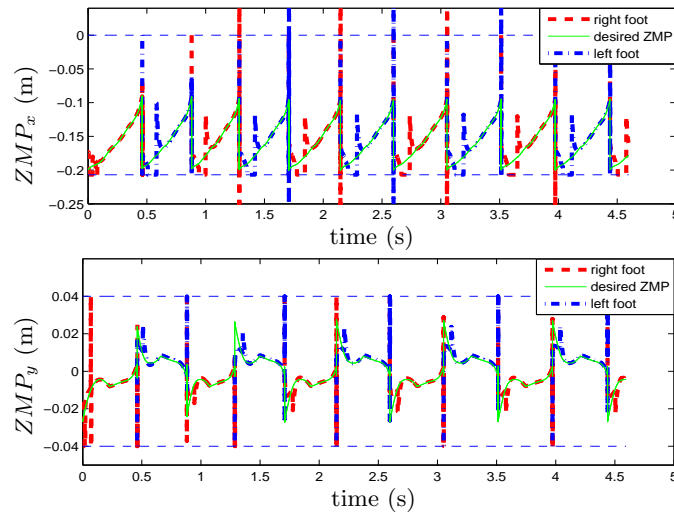 right foot
desired ZMP
left foot
0
−0.05
−0.1
−0.15
−0.2
−0.25
ZMPx (m)
0 0.5 1 1.5 2 2.5 3 3.5 4 4.5 5
time (s)
right foot
desired ZMP
left foot
0.04
0.02
0
−0.02
−0.04
ZMPy (m)
0 0.5 1 1.5 2 2.5 3 3.5 4 4.5 5
time (s)